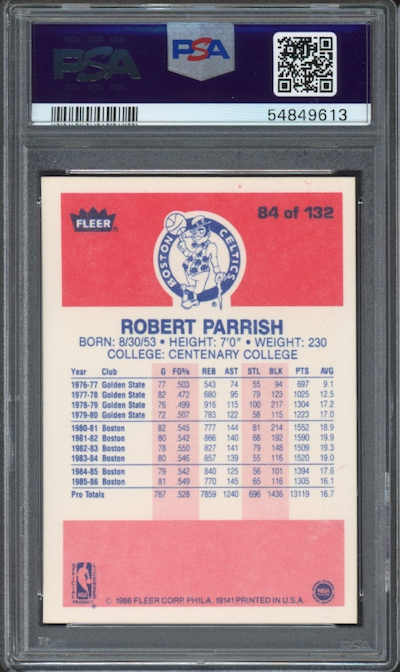 PSA
PSA
54849613
FLEER
84 of 132
BOSTON CELTICS
ROBERT PARRISH
BORN: 8/30/53 • HEIGHT: 7'0" • WEIGHT: 230
COLLEGE: CENTENARY COLLEGE
Year Club G FG% REB AST STL BLK PTS AVG
1976-77 Golden State 77 .503 543 74 55 94 697 9.1
1977-78 Golden State 82 .472 680 95 79 123 1025 12.5
1978-79 Golden State 76 .499 916 115 100 217 1304 17.2
1979-80 Golden State 72 .507 783 122 58 115 1223 17.0
1980-81 Boston 82 .545 777 144 81 214 1552 18.9
1981-82 Boston 80 .542 866 140 68 192 1590 19.9
1982-83 Boston 78 .550 827 141 79 148 1509 19.3
1983-84 Boston 80 .546 857 139 55 116 1520 19.0
1984-85 Boston 79 .542 840 125 56 101 1394 17.6
1985-86 Boston 81 .549 770 145 65 116 1305 16.1
Pro Totals 787 .528 7859 1240 696 1436 13119 16.7
NBA
© 1986 FLEER CORP. PHILA. 19141 PRINTED IN U.S.A.
NBA